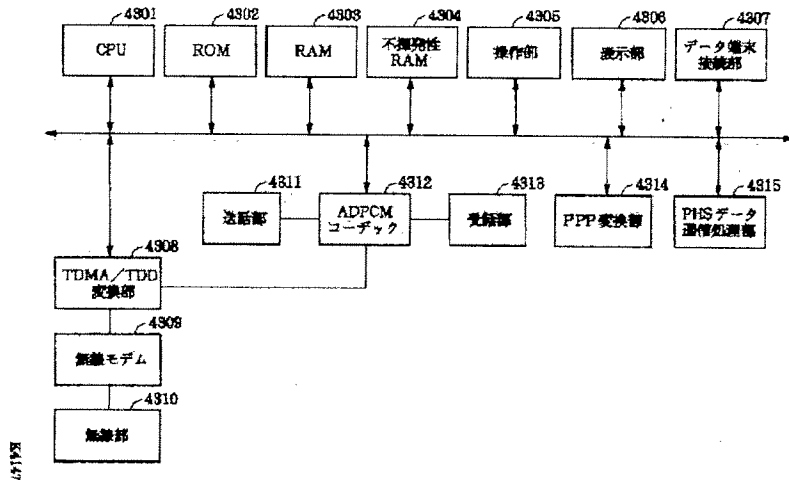 4301
4302
4303
4304
4305
4306
4307
CPU
ROM
RAM
不揮発性
RAM
操作部
表示部
データ端末
接続部
4311
4312
4313
4314
4315
送話部
ADPCM
コーデック
受話部
PPP変換部
PHSデータ
通信処理部
4308
TDMA/TDD
変換部
4309
無線モデム
4310
無線部